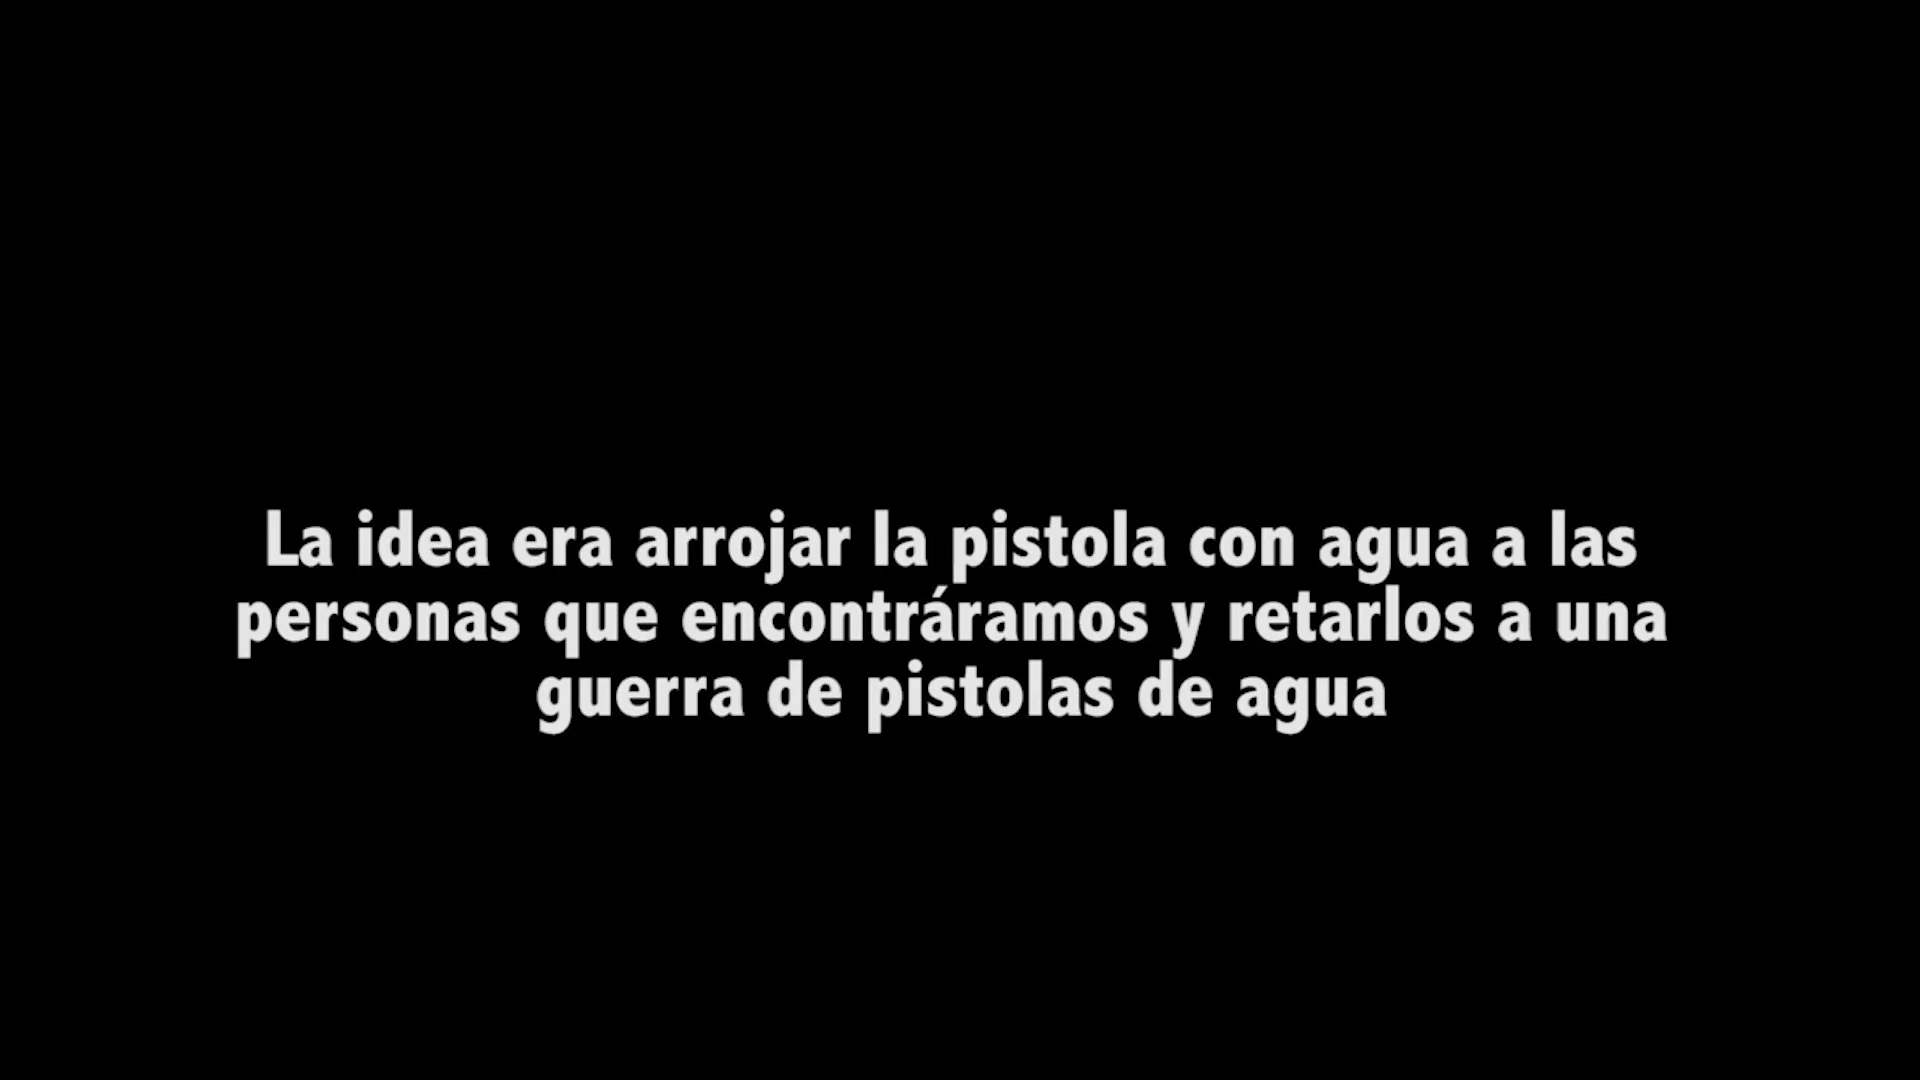 La idea era arrojar la pistola con agua a las
personas que encontráramos y retarlos a una
guerra de pistolas de agua